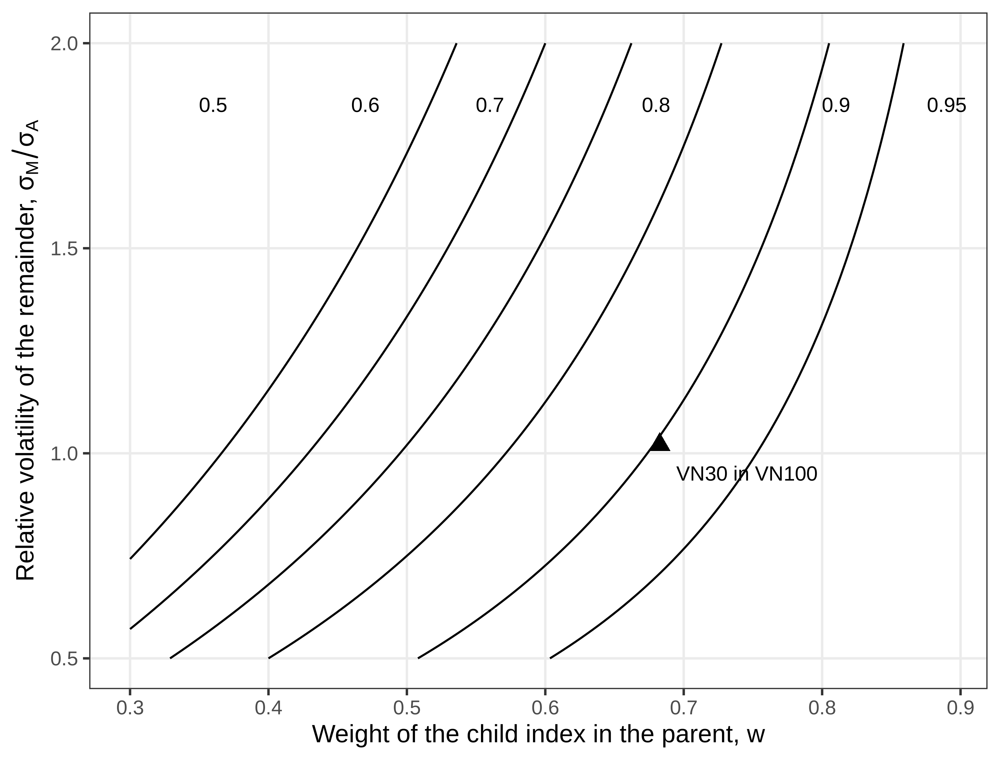 Relative volatility of the remainder, σM/σA
2.0
1.5
1.0
0.5
0.5 0.6 0.7 0.8 0.9 0.95
VN30 in VN100
0.3 0.4 0.5 0.6 0.7 0.8 0.9
Weight of the child index in the parent, w